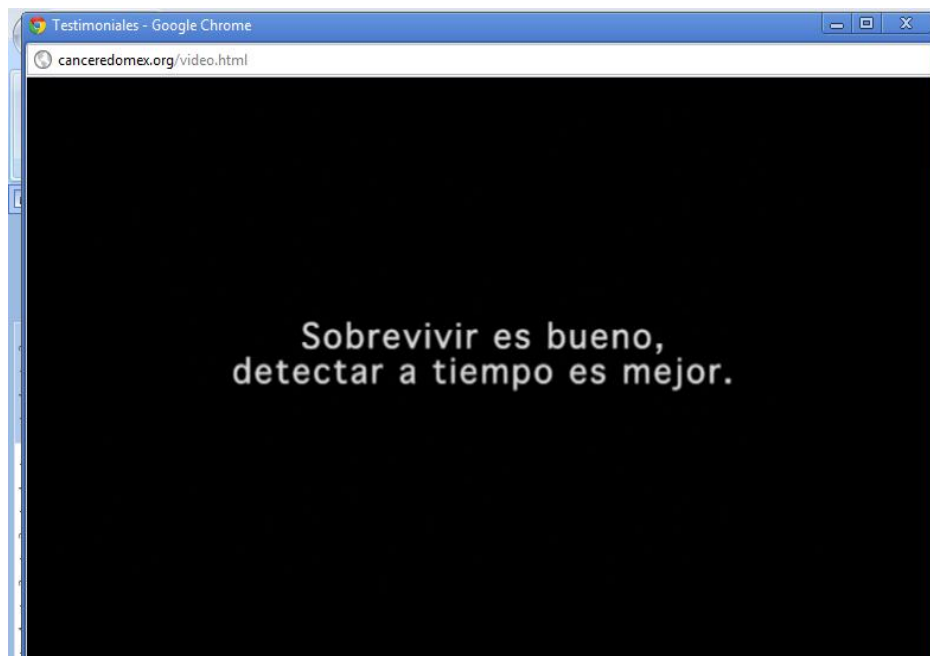 Testimoniales - Google Chrome
canceredomex.org/video.html
Sobrevivir es bueno,
detectar a tiempo es mejor.